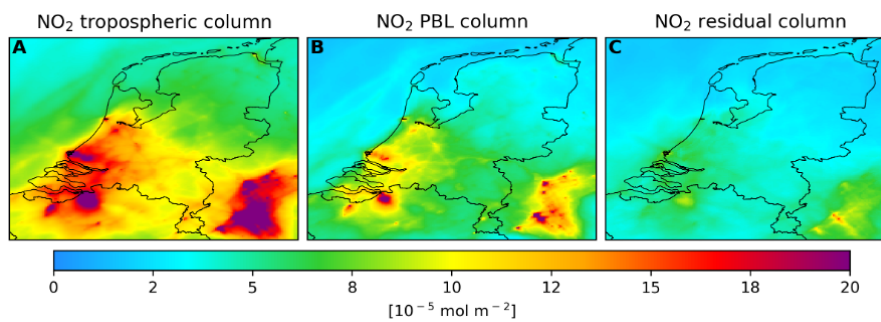 NO₂ tropospheric column
NO₂ PBL column
NO₂ residual column
A
B
C
0 2 5 8 10 12 15 18 20
[10⁻⁵ mol m⁻²]